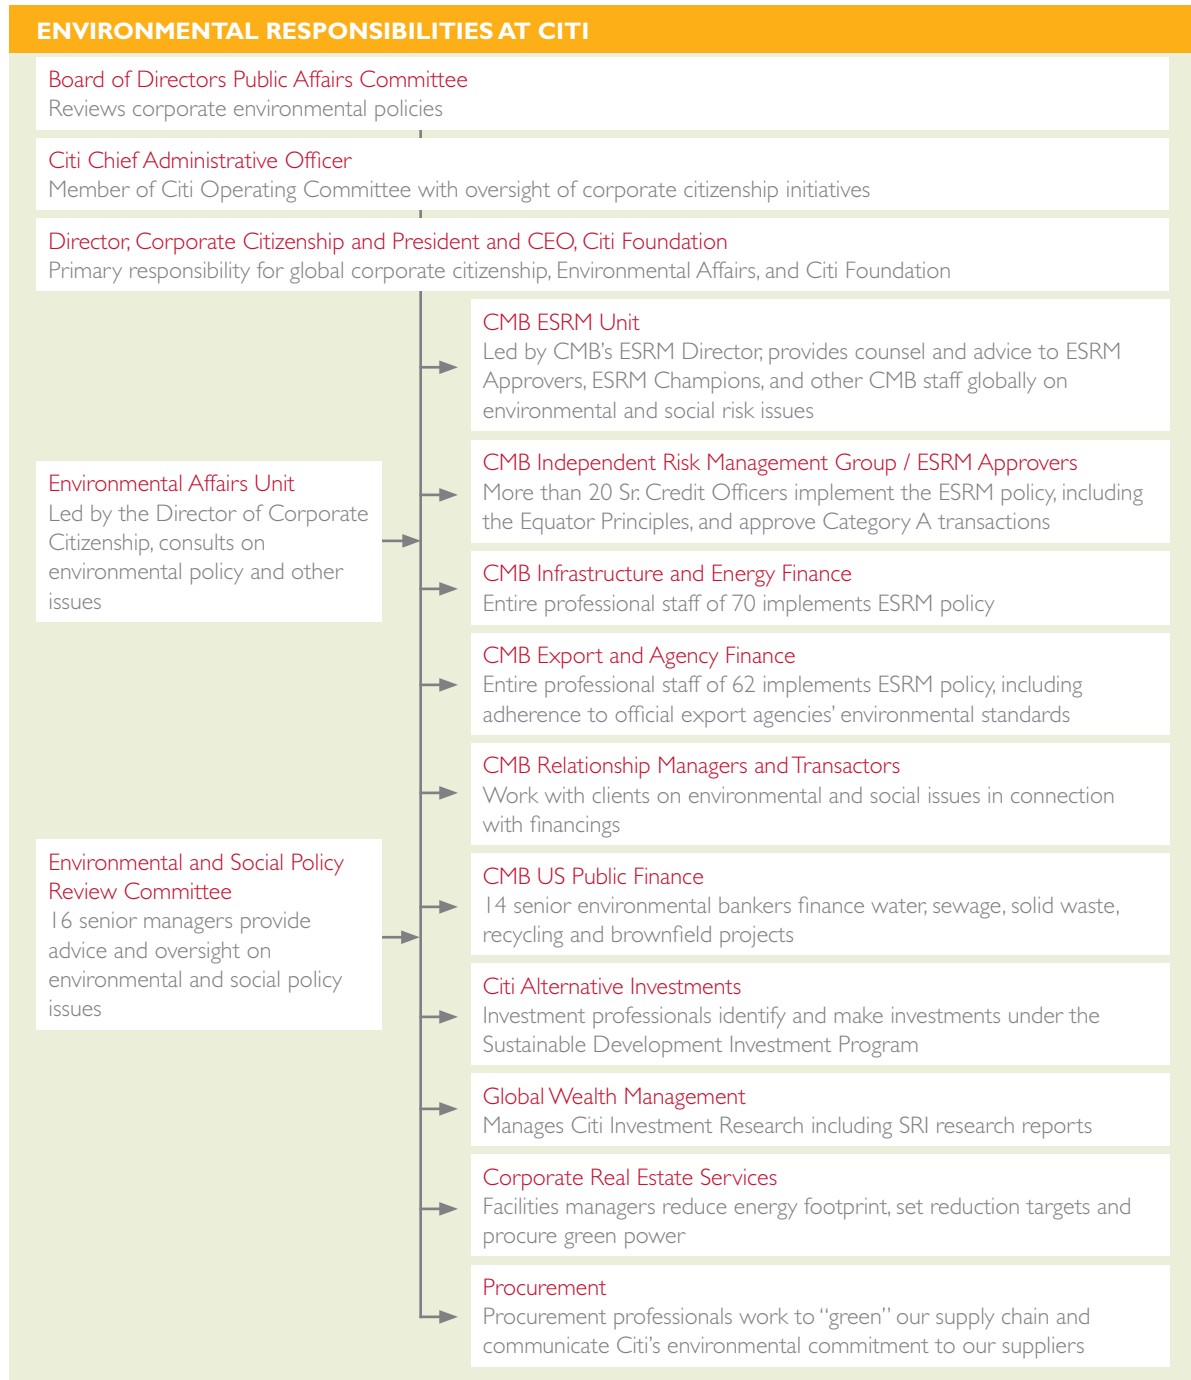 ENVIRONMENTAL RESPONSIBILITIES AT CITI
Board of Directors Public Affairs Committee
Reviews corporate environmental policies
Citi Chief Administrative Officer
Member of Citi Operating Committee with oversight of corporate citizenship initiatives
Director, Corporate Citizenship and President and CEO, Citi Foundation
Primary responsibility for global corporate citizenship, Environmental Affairs, and Citi Foundation
Environmental Affairs Unit
Led by the Director of Corporate
Citizenship, consults on
environmental policy and other
issues
Environmental and Social Policy
Review Committee
16 senior managers provide
advice and oversight on
environmental and social policy
issues
CMB ESRM Unit
Led by CMB's ESRM Director, provides counsel and advice to ESRM
Approvers, ESRM Champions, and other CMB staff globally on
environmental and social risk issues
CMB Independent Risk Management Group / ESRM Approvers
More than 20 Sr. Credit Officers implement the ESRM policy, including
the Equator Principles, and approve Category A transactions
CMB Infrastructure and Energy Finance
Entire professional staff of 70 implements ESRM policy
CMB Export and Agency Finance
Entire professional staff of 62 implements ESRM policy, including
adherence to official export agencies' environmental standards
CMB Relationship Managers and Transactors
Work with clients on environmental and social issues in connection
with financings
CMB US Public Finance
14 senior environmental bankers finance water, sewage, solid waste,
recycling and brownfield projects
Citi Alternative Investments
Investment professionals identify and make investments under the
Sustainable Development Investment Program
Global Wealth Management
Manages Citi Investment Research including SRI research reports
Corporate Real Estate Services
Facilities managers reduce energy footprint, set reduction targets and
procure green power
Procurement
Procurement professionals work to "green" our supply chain and
communicate Citi's environmental commitment to our suppliers